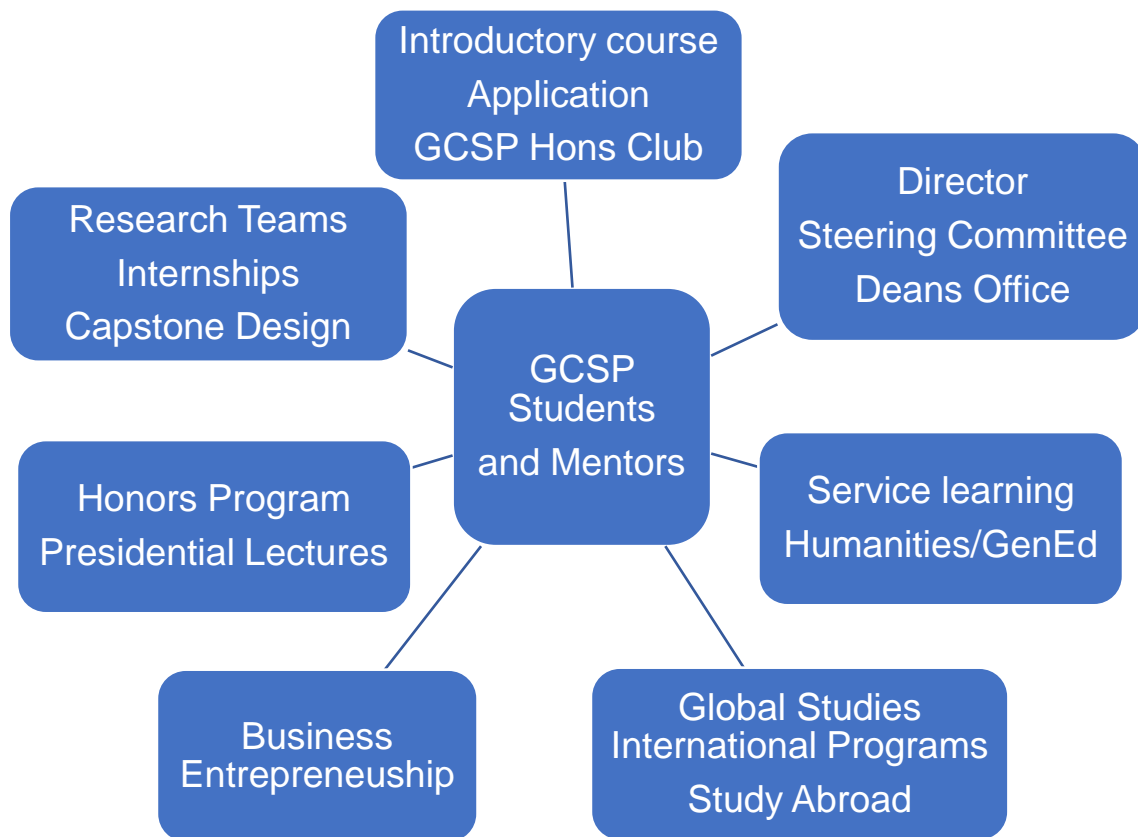 Introductory course
Application
GCSP Hons Club
Director
Steering Committee
Deans Office
Research Teams
Internships
Capstone Design
GCSP
Students
and Mentors
Honors Program
Presidential Lectures
Service learning
Humanities/GenEd
Business
Entrepreneuship
Global Studies
International Programs
Study Abroad